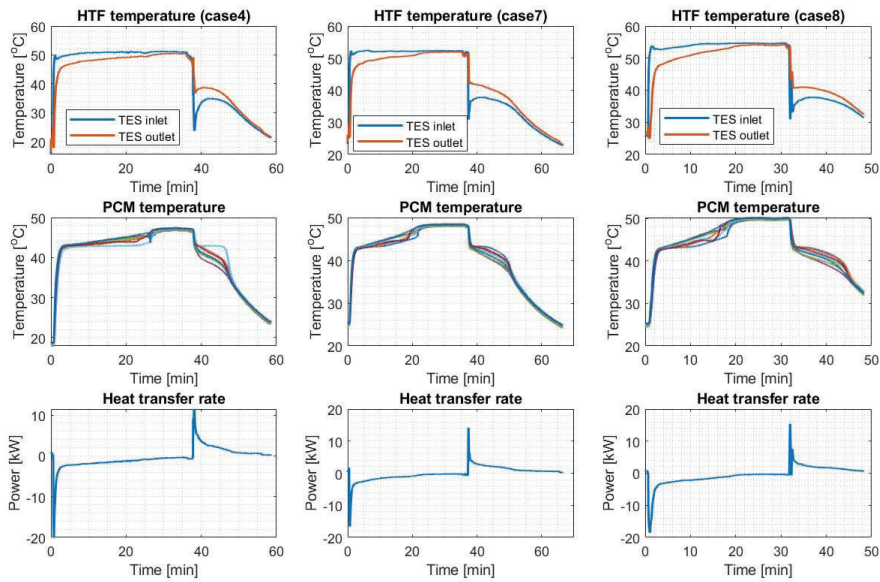 HTF temperature (case4)
Temperature [°C]
60
50
40
30
20
TES inlet
TES outlet
0 20 40 60
Time [min]
HTF temperature (case7)
Temperature [°C]
60
50
40
30
20
TES inlet
TES outlet
0 20 40 60
Time [min]
HTF temperature (case8)
Temperature [°C]
60
50
40
30
20
TES inlet
TES outlet
0 10 20 30 40 50
Time [min]
PCM temperature
Temperature [°C]
50
40
30
20
0 20 40 60
Time [min]
PCM temperature
Temperature [°C]
50
40
30
20
0 20 40 60
Time [min]
PCM temperature
Temperature [°C]
50
40
30
20
0 10 20 30 40 50
Time [min]
Heat transfer rate
Power [kW]
10
0
-10
-20
0 20 40 60
Time [min]
Heat transfer rate
Power [kW]
20
10
0
-10
-20
0 20 40 60
Time [min]
Heat transfer rate
Power [kW]
20
10
0
-10
-20
0 10 20 30 40 50
Time [min]